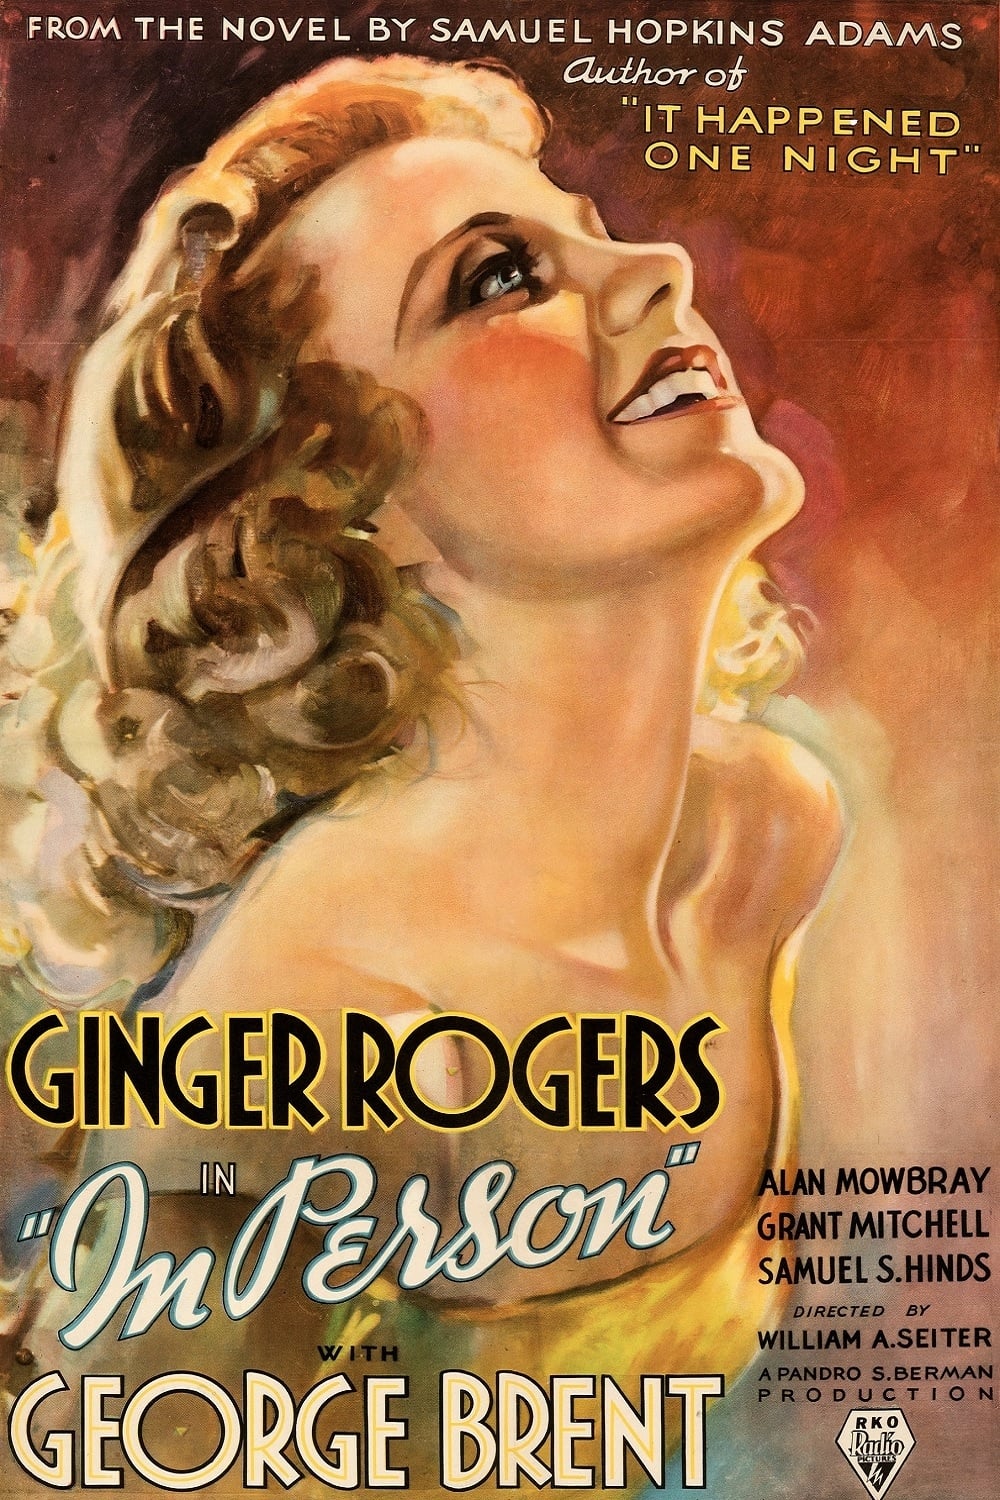 FROM THE NOVEL BY SAMUEL HOPKINS ADAMS
Author of
"IT HAPPENED
ONE NIGHT"
GINGER ROGERS
IN
"In Person"
WITH
GEORGE BRENT
ALAN MOWBRAY
GRANT MITCHELL
SAMUEL S. HINDS
DIRECTED BY
WILLIAM A. SEITER
A PANDRO S. BERMAN
PRODUCTION
RKO
Radio
PICTURES